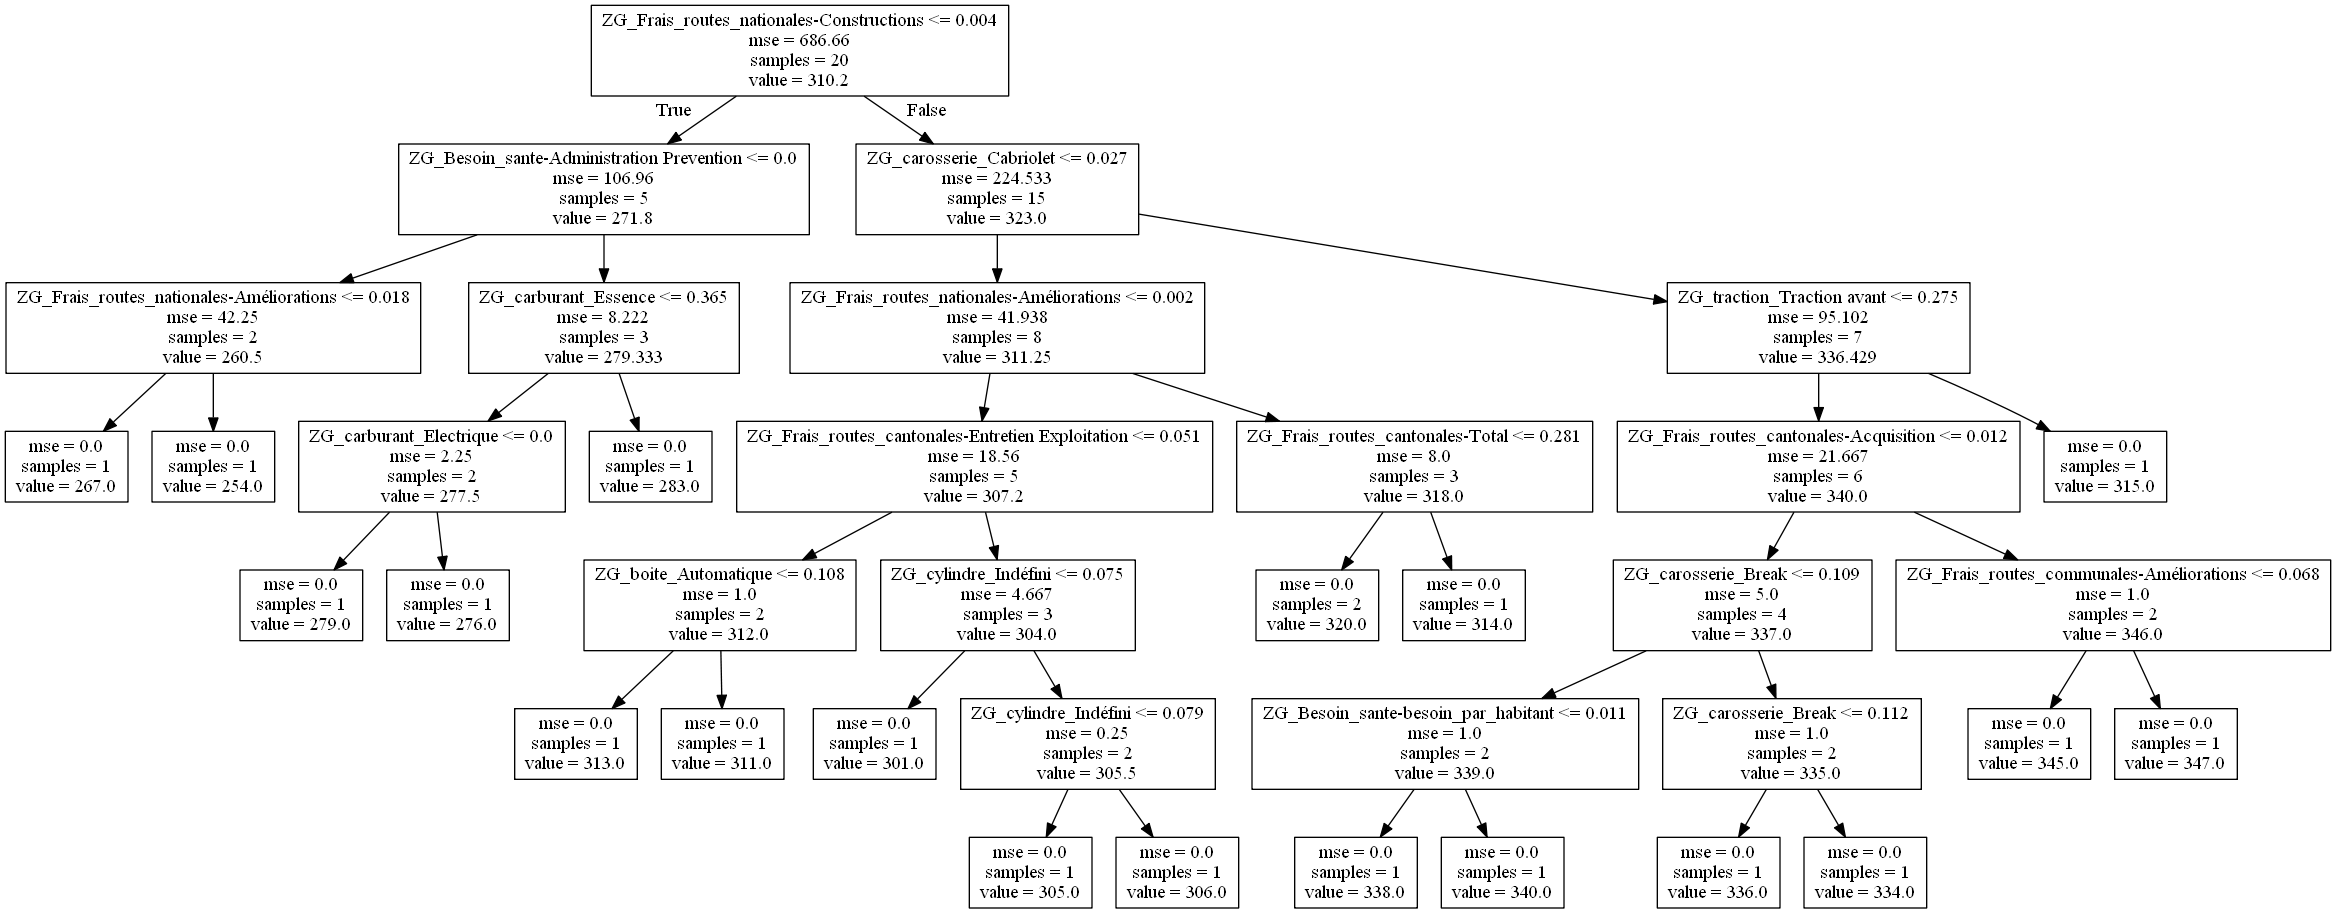 ZG_Frais_routes_nationales-Constructions <= 0.004
mse = 686.66
samples = 20
value = 310.2
True
False
ZG_Besoin_sante-Administration Prevention <= 0.0
mse = 106.96
samples = 5
value = 271.8
ZG_carosserie_Cabriolet <= 0.027
mse = 224.533
samples = 15
value = 323.0
ZG_Frais_routes_nationales-Améliorations <= 0.018
mse = 42.25
samples = 2
value = 260.5
ZG_carburant_Essence <= 0.365
mse = 8.222
samples = 3
value = 279.333
ZG_Frais_routes_nationales-Améliorations <= 0.002
mse = 41.938
samples = 8
value = 311.25
ZG_traction_Traction avant <= 0.275
mse = 95.102
samples = 7
value = 336.429
mse = 0.0
samples = 1
value = 267.0
mse = 0.0
samples = 1
value = 254.0
ZG_carburant_Electrique <= 0.0
mse = 2.25
samples = 2
value = 277.5
mse = 0.0
samples = 1
value = 283.0
ZG_Frais_routes_cantonales-Entretien Exploitation <= 0.051
mse = 18.56
samples = 5
value = 307.2
ZG_Frais_routes_cantonales-Total <= 0.281
mse = 8.0
samples = 3
value = 318.0
ZG_Frais_routes_cantonales-Acquisition <= 0.012
mse = 21.667
samples = 6
value = 340.0
mse = 0.0
samples = 1
value = 315.0
mse = 0.0
samples = 1
value = 279.0
mse = 0.0
samples = 1
value = 276.0
ZG_boite_Automatique <= 0.108
mse = 1.0
samples = 2
value = 312.0
ZG_cylindre_Indéfini <= 0.075
mse = 4.667
samples = 3
value = 304.0
mse = 0.0
samples = 2
value = 320.0
mse = 0.0
samples = 1
value = 314.0
ZG_carosserie_Break <= 0.109
mse = 5.0
samples = 4
value = 337.0
ZG_Frais_routes_communales-Améliorations <= 0.068
mse = 1.0
samples = 2
value = 346.0
mse = 0.0
samples = 1
value = 313.0
mse = 0.0
samples = 1
value = 311.0
mse = 0.0
samples = 1
value = 301.0
ZG_cylindre_Indéfini <= 0.079
mse = 0.25
samples = 2
value = 305.5
ZG_Besoin_sante-besoin_par_habitant <= 0.011
mse = 1.0
samples = 2
value = 339.0
ZG_carosserie_Break <= 0.112
mse = 1.0
samples = 2
value = 335.0
mse = 0.0
samples = 1
value = 345.0
mse = 0.0
samples = 1
value = 347.0
mse = 0.0
samples = 1
value = 305.0
mse = 0.0
samples = 1
value = 306.0
mse = 0.0
samples = 1
value = 338.0
mse = 0.0
samples = 1
value = 340.0
mse = 0.0
samples = 1
value = 336.0
mse = 0.0
samples = 1
value = 334.0